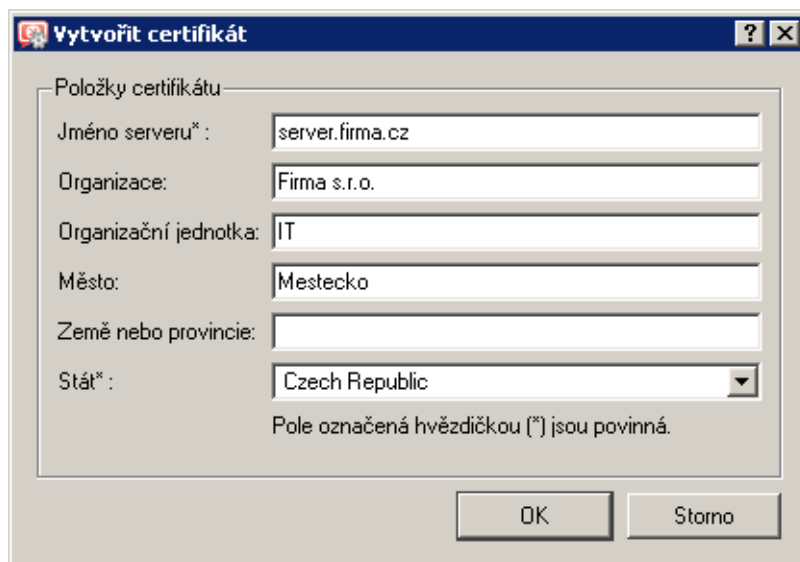 Vytvořit certifikát
Položky certifikátu
Jméno serveru* : server.firma.cz
Organizace: Firma s.r.o.
Organizační jednotka: IT
Město: Mestecko
Země nebo provincie:
Stát* : Czech Republic
Pole označená hvězdičkou (*) jsou povinná.
OK Storno